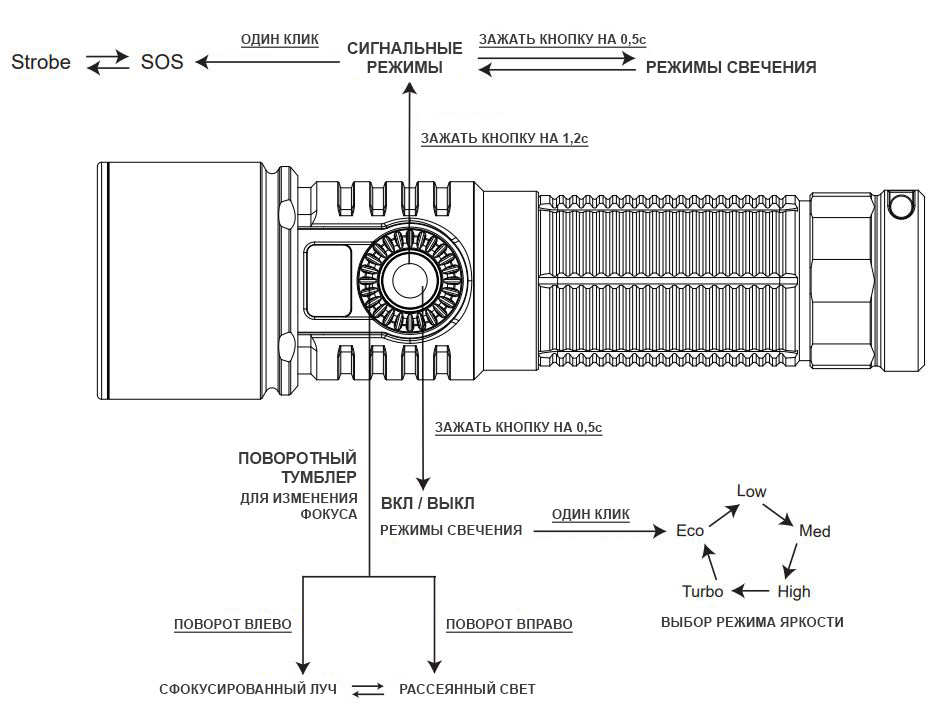 ОДИН КЛИК
ЗАЖАТЬ КНОПКУ НА 0,5с
Strobe
SOS
СИГНАЛЬНЫЕ
РЕЖИМЫ
РЕЖИМЫ СВЕЧЕНИЯ
ЗАЖАТЬ КНОПКУ НА 1,2с
ЗАЖАТЬ КНОПКУ НА 0,5с
ПОВОРОТНЫЙ
ТУМБЛЕР
ДЛЯ ИЗМЕНЕНИЯ
ФОКУСА
ВКЛ / ВЫКЛ
РЕЖИМЫ СВЕЧЕНИЯ
ОДИН КЛИК
Low
Eco
Med
Turbo
High
ВЫБОР РЕЖИМА ЯРКОСТИ
ПОВОРОТ ВЛЕВО
ПОВОРОТ ВПРАВО
СФОКУСИРОВАННЫЙ ЛУЧ
РАССЕЯННЫЙ СВЕТ